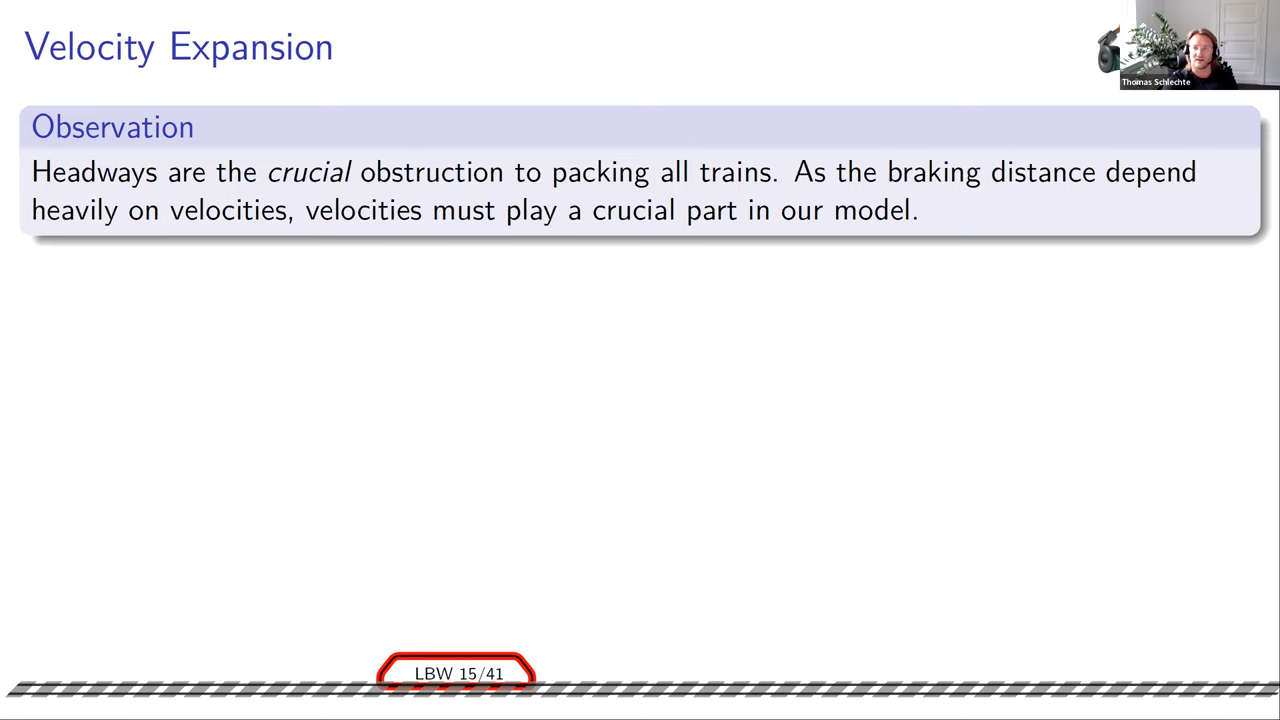 Velocity Expansion
Thomas Schlechte
Observation
Headways are the crucial obstruction to packing all trains. As the braking distance depend
heavily on velocities, velocities must play a crucial part in our model.
LBW 15/41